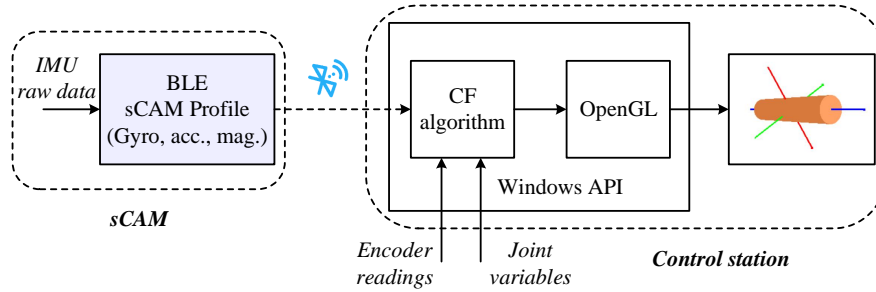 IMU
raw data
BLE
sCAM Profile
(Gyro, acc., mag.)
sCAM
CF
algorithm
OpenGL
Windows API
Encoder
readings
Joint
variables
Control station